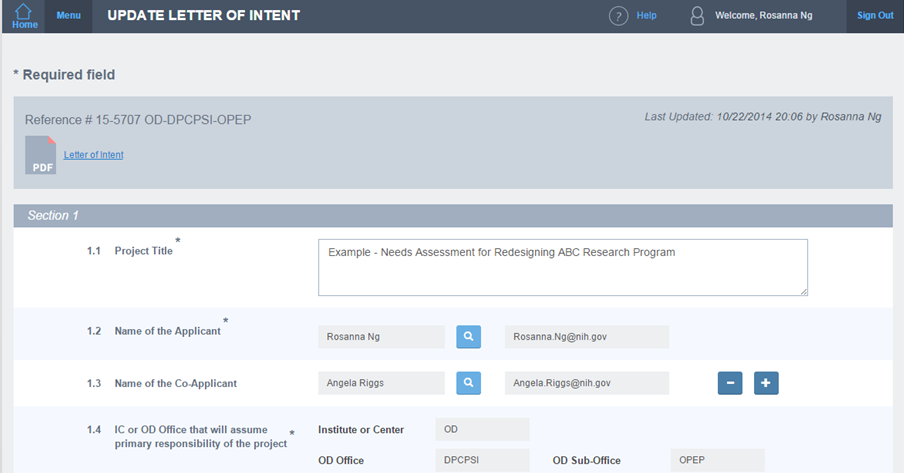 Home Menu UPDATE LETTER OF INTENT ? Help Welcome, Rosanna Ng Sign Out
* Required field
Reference # 15-5707 OD-DPCPSI-OPEP Last Updated: 10/22/2014 20:06 by Rosanna Ng
PDF Letter of Intent
Section 1
1.1 Project Title * Example - Needs Assessment for Redesigning ABC Research Program
1.2 Name of the Applicant * Rosanna Ng Rosanna.Ng@nih.gov
1.3 Name of the Co-Applicant Angela Riggs Angela.Riggs@nih.gov − +
1.4 IC or OD Office that will assume * Institute or Center OD
primary responsibility of the project
OD Office DPCPSI OD Sub-Office OPEP